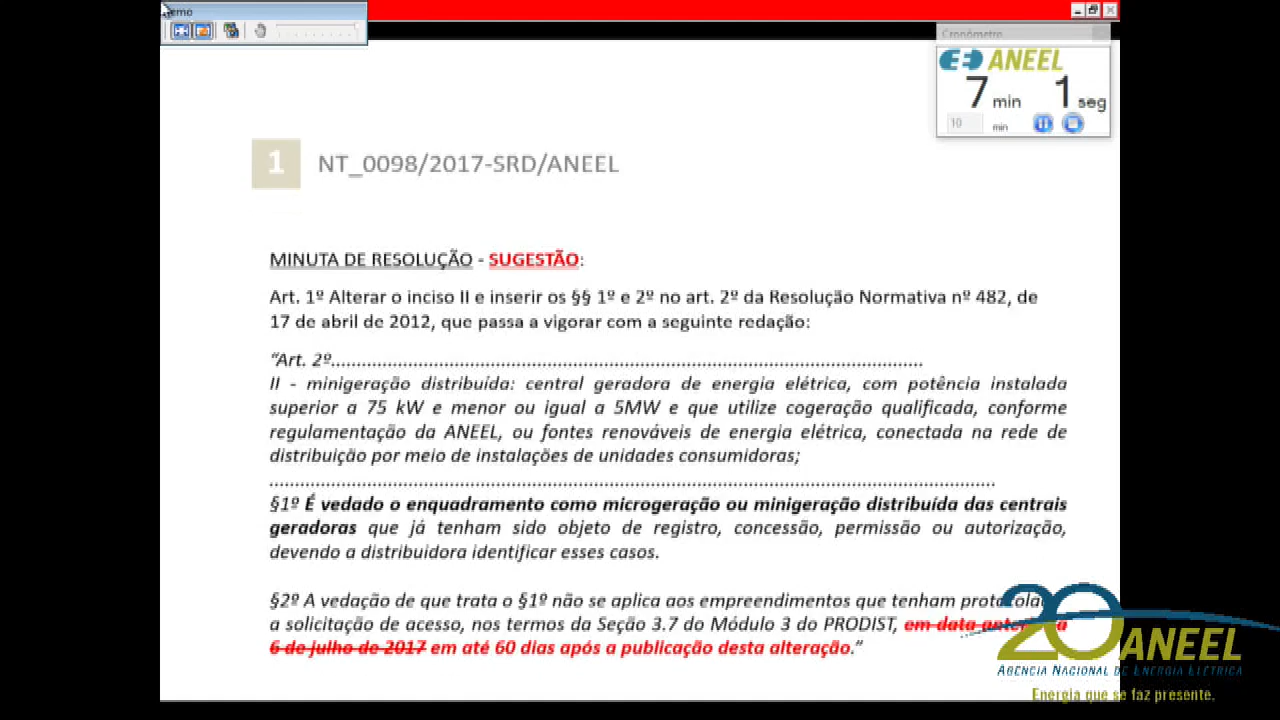 emo
Cronômetro
ANEEL
7 min 1 seg
10 min
1 NT_0098/2017-SRD/ANEEL
MINUTA DE RESOLUÇÃO - SUGESTÃO:
Art. 1º Alterar o inciso II e inserir os §§ 1º e 2º no art. 2º da Resolução Normativa nº 482, de
17 de abril de 2012, que passa a vigorar com a seguinte redação:
“Art. 2º....................................................................................................................
II - minigeração distribuída: central geradora de energia elétrica, com potência instalada
superior a 75 kW e menor ou igual a 5MW e que utilize cogeração qualificada, conforme
regulamentação da ANEEL, ou fontes renováveis de energia elétrica, conectada na rede de
distribuição por meio de instalações de unidades consumidoras;
..............................................................................................................................................
§1º É vedado o enquadramento como microgeração ou minigeração distribuída das centrais
geradoras que já tenham sido objeto de registro, concessão, permissão ou autorização,
devendo a distribuidora identificar esses casos.
§2º A vedação de que trata o §1º não se aplica aos empreendimentos que tenham protocola
a solicitação de acesso, nos termos da Seção 3.7 do Módulo 3 do PRODIST, em data ante a
6 de julho de 2017 em até 60 dias após a publicação desta alteração.”
20 ANEEL
AGÊNCIA NACIONAL DE ENERGIA ELÉTRICA
Energia que se faz presente.